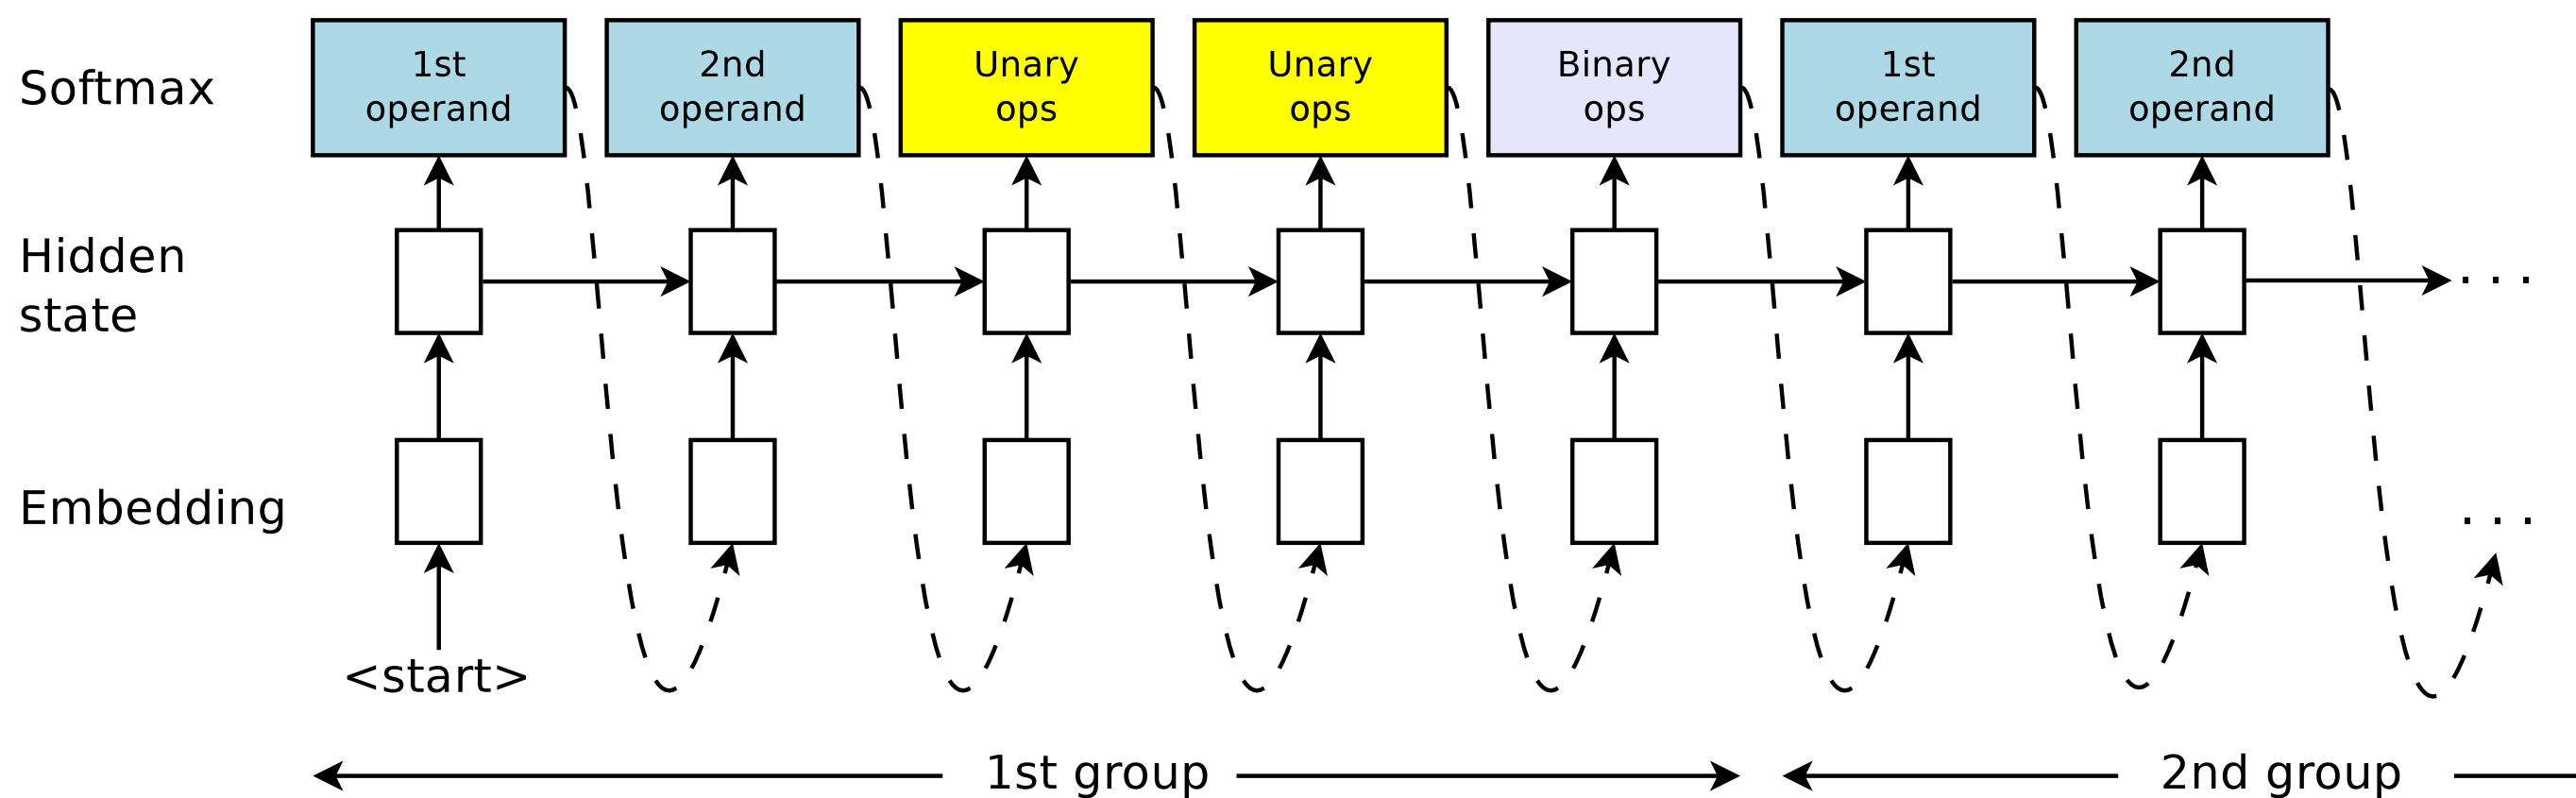 Softmax
1st
operand
2nd
operand
Unary
ops
Unary
ops
Binary
ops
1st
operand
2nd
operand
Hidden
state
. . .
Embedding
. . .
<start>
1st group
2nd group